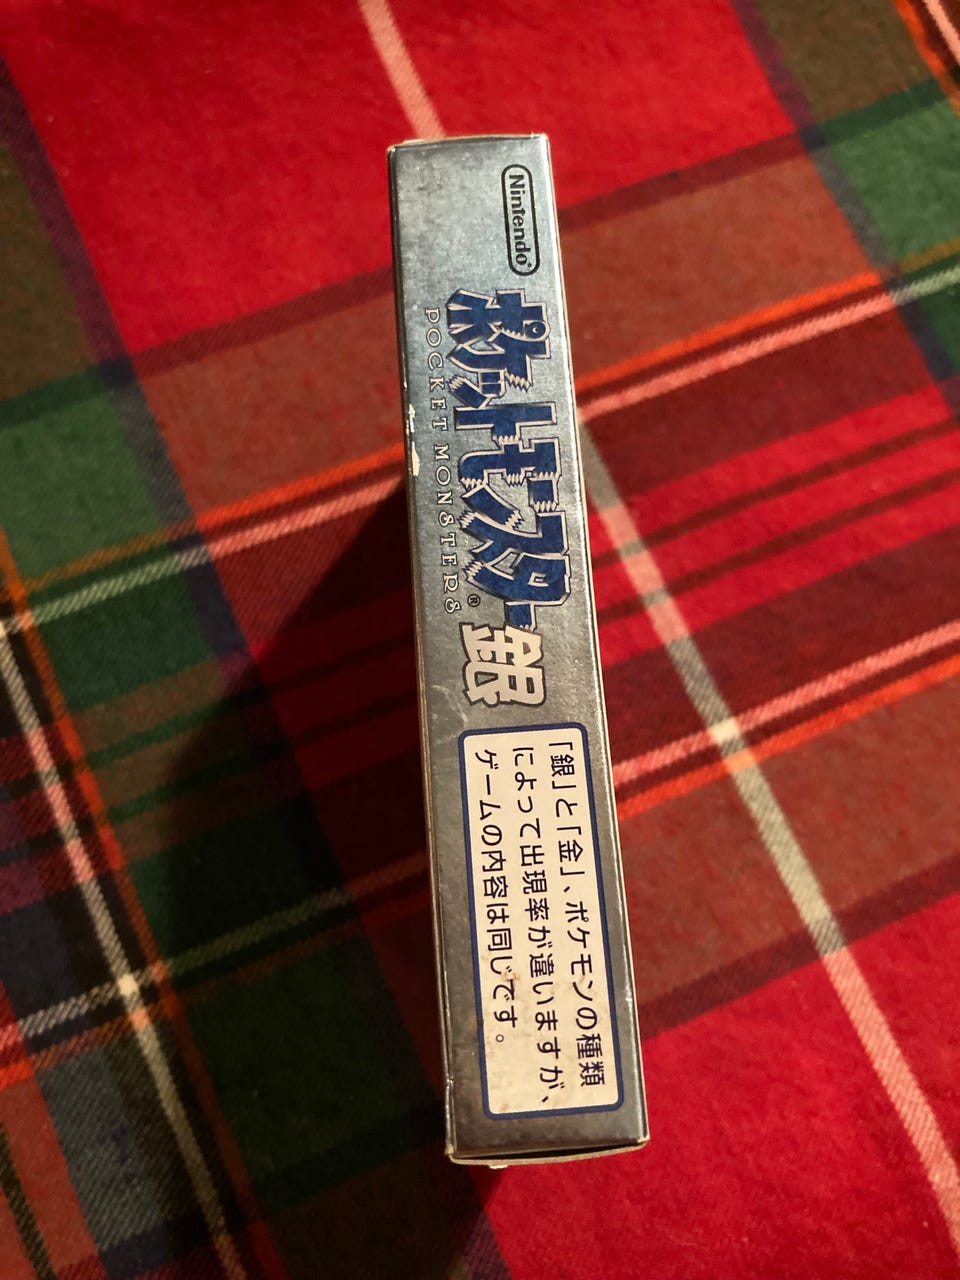 Nintendo®
ポケットモンスター銀
POCKET MONSTERS®
「銀」と「金」、ポケモンの種類
によって出現率が違いますが、
ゲームの内容は同じです。